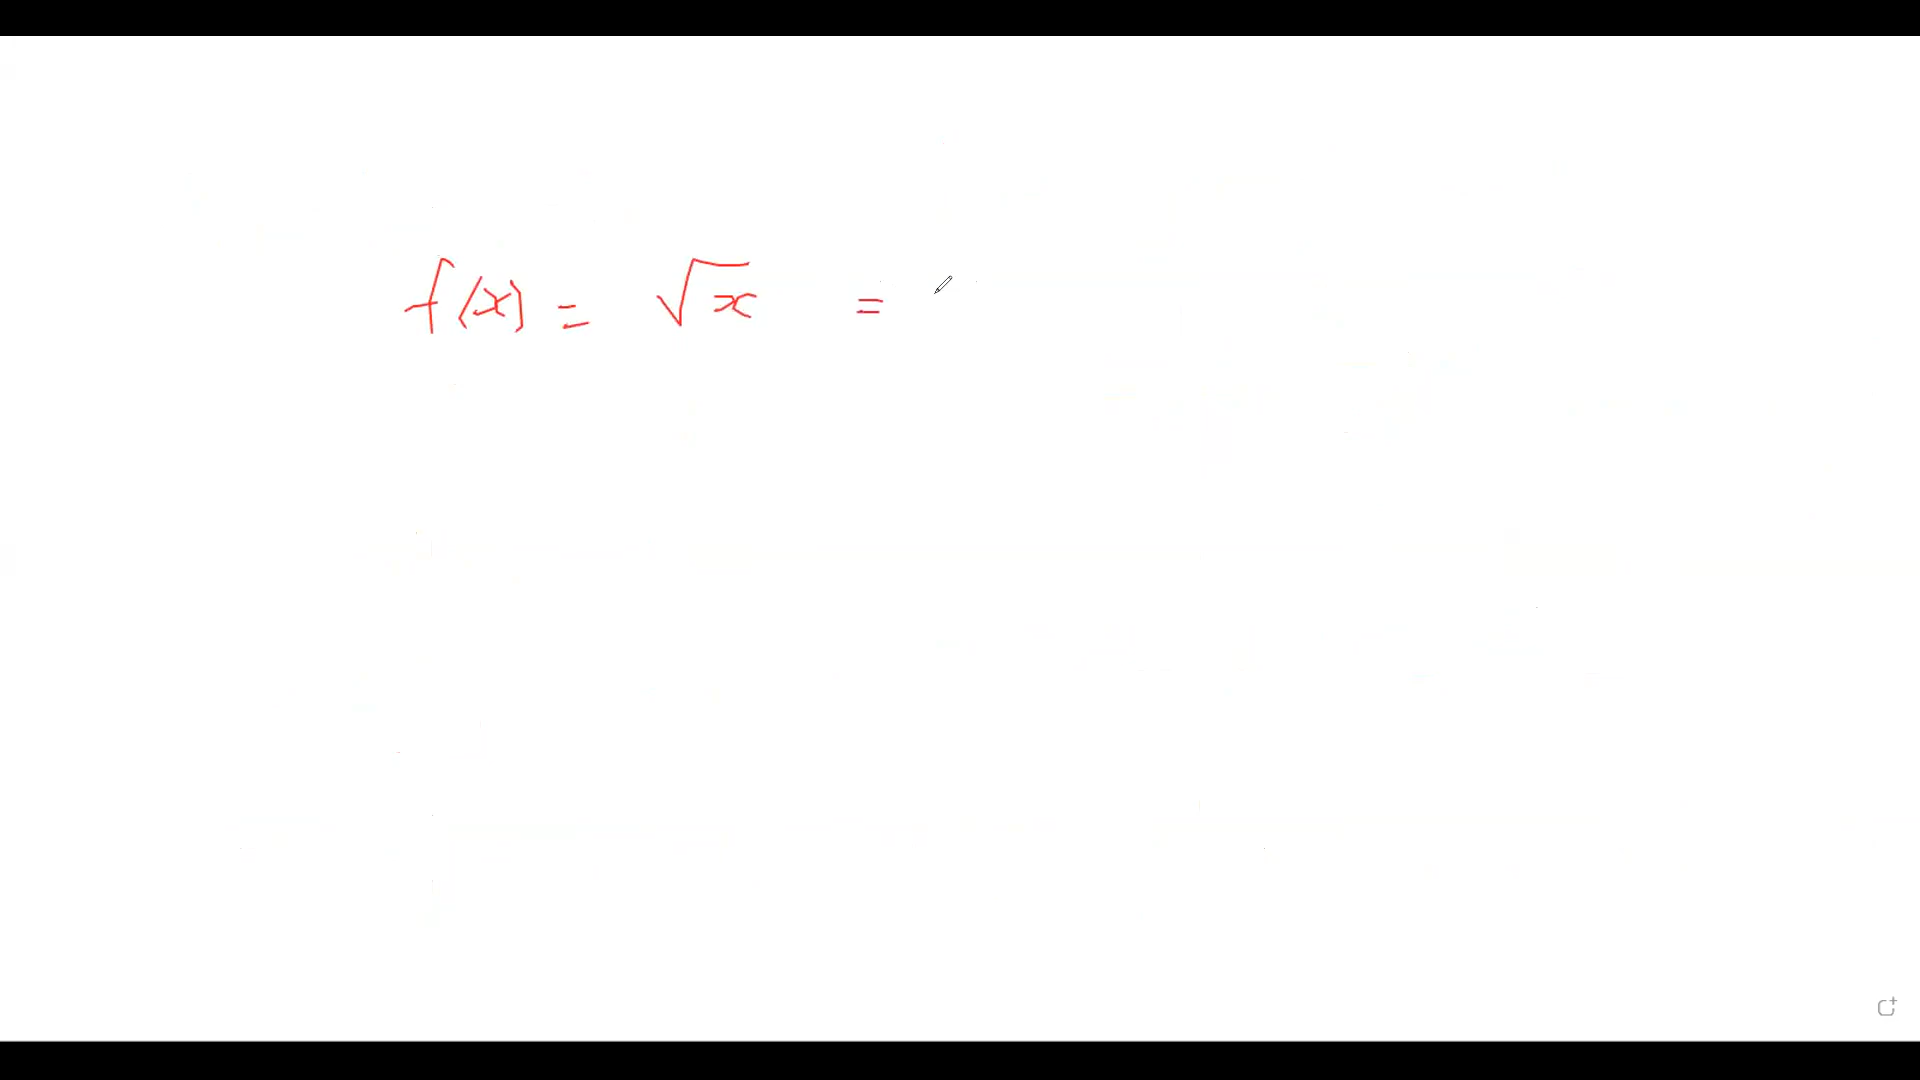 f(x) = √x =